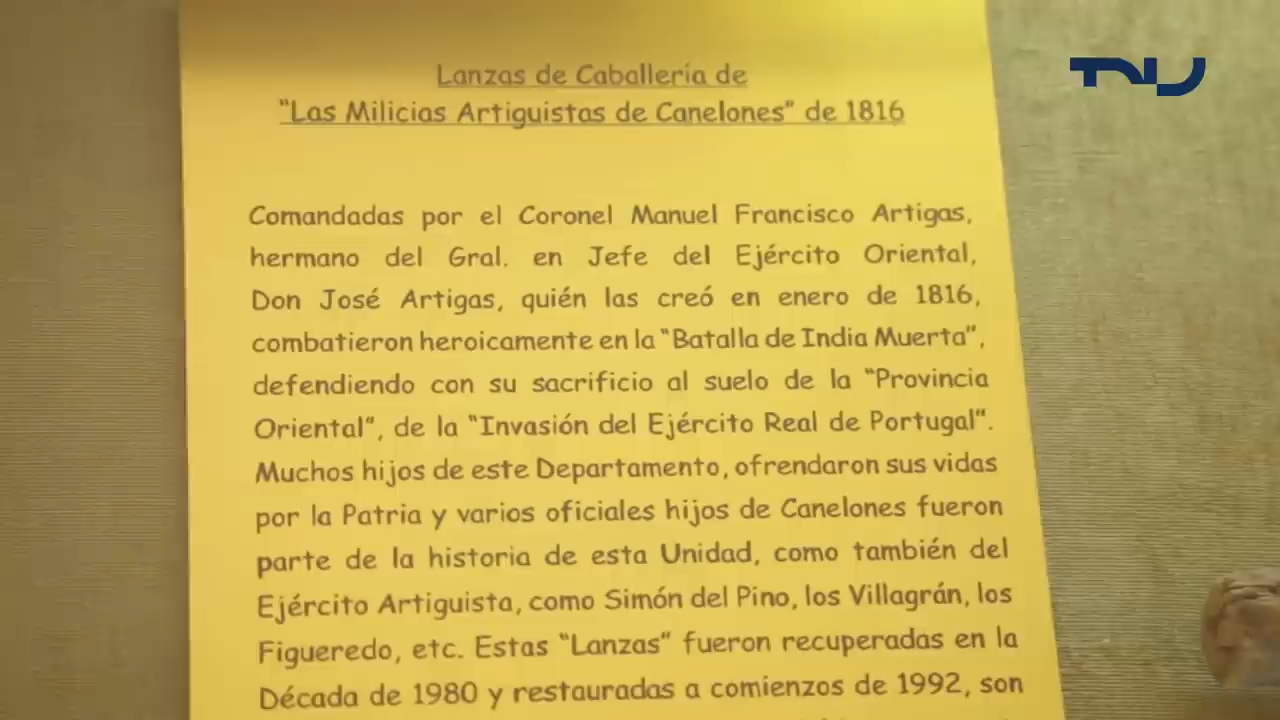 TNU
Lanzas de Caballería de
"Las Milicias Artiguistas de Canelones" de 1816
Comandadas por el Coronel Manuel Francisco Artigas,
hermano del Gral. en Jefe del Ejército Oriental,
Don José Artigas, quién las creó en enero de 1816,
combatieron heroicamente en la "Batalla de India Muerta",
defendiendo con su sacrificio al suelo de la "Provincia
Oriental", de la "Invasión del Ejército Real de Portugal".
Muchos hijos de este Departamento, ofrendaron sus vidas
por la Patria y varios oficiales hijos de Canelones fueron
parte de la historia de esta Unidad, como también del
Ejército Artiguista, como Simón del Pino, los Villagrán, los
Figueredo, etc. Estas "Lanzas" fueron recuperadas en la
Década de 1980 y restauradas a comienzos de 1992, son